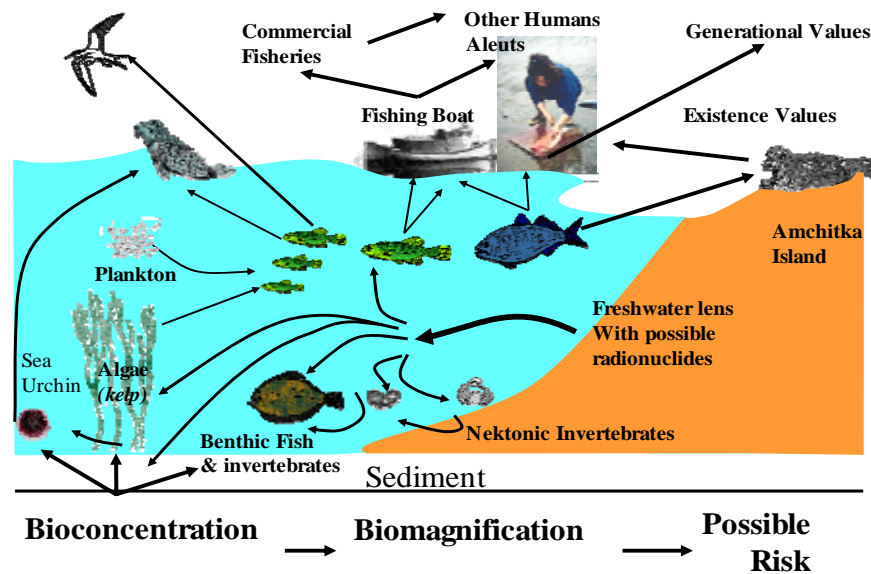 Commercial
Fisheries
Other Humans
Aleuts
Generational Values
Fishing Boat
Existence Values
Plankton
Amchitka
Island
Freshwater lens
With possible
radionuclides
Sea
Urchin
Algae
(kelp)
Benthic Fish
& invertebrates
Nektonic Invertebrates
Sediment
Bioconcentration
Biomagnification
Possible
Risk